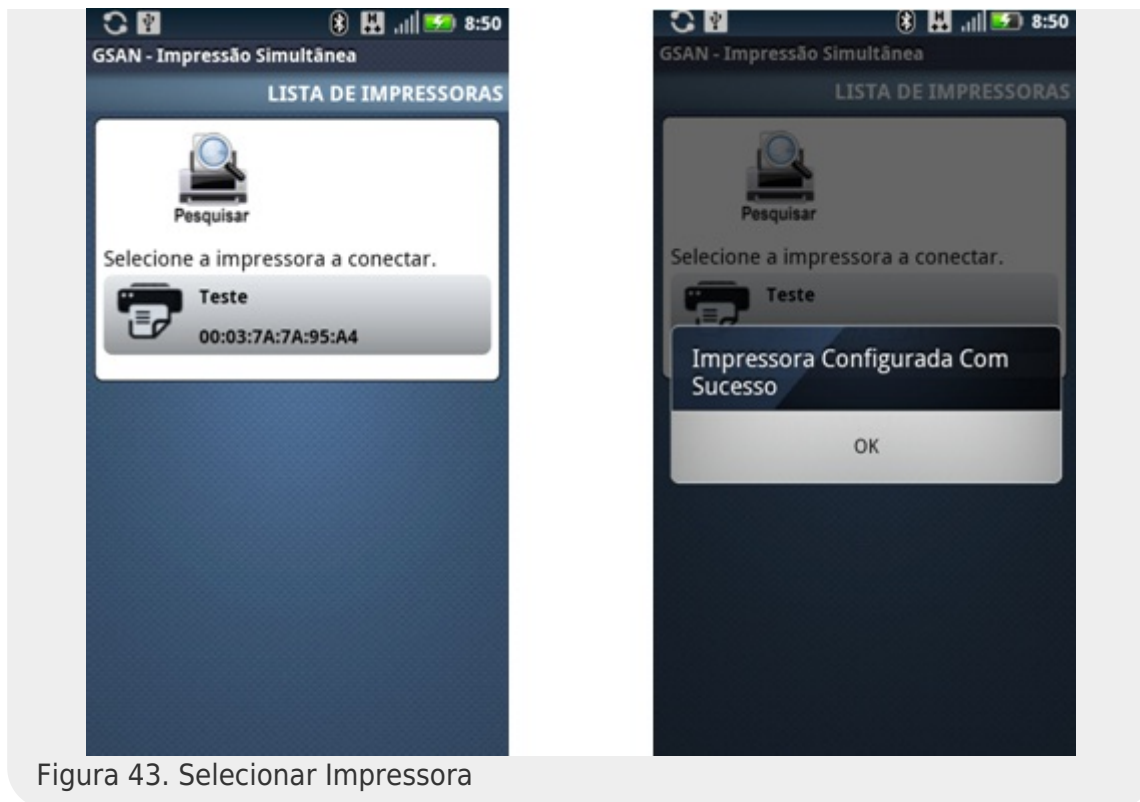 8:50
GSAN - Impressão Simultânea
LISTA DE IMPRESSORAS
Pesquisar
Selecione a impressora a conectar.
Teste
00:03:7A:7A:95:A4
8:50
GSAN - Impressão Simultânea
LISTA DE IMPRESSORAS
Pesquisar
Selecione a impressora a conectar.
Teste
Impressora Configurada Com
Sucesso
OK
Figura 43. Selecionar Impressora